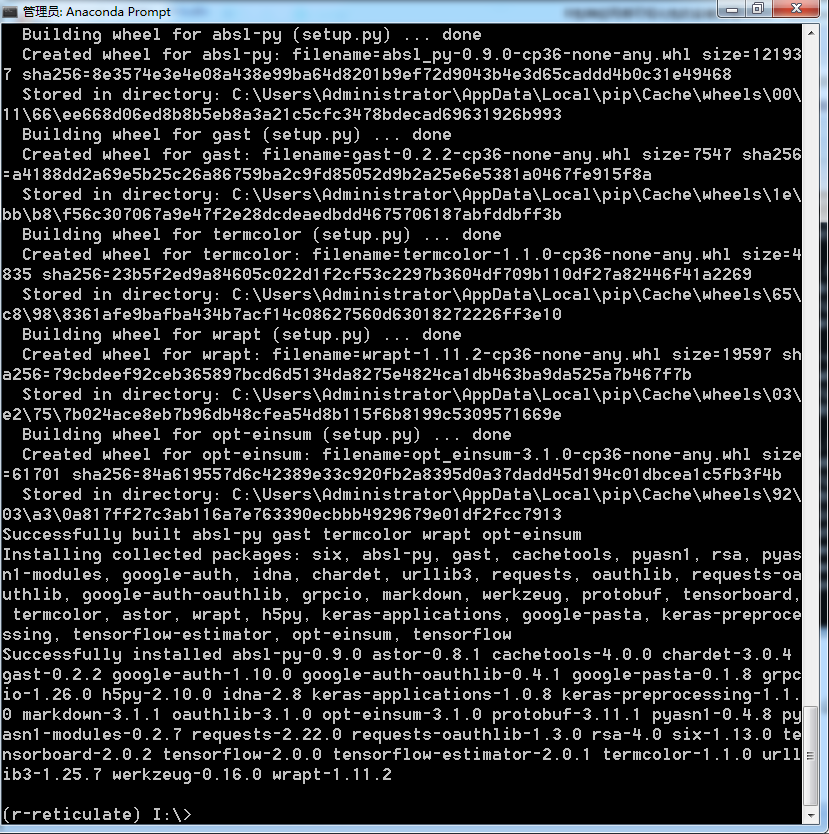 管理员: Anaconda Prompt
  Building wheel for absl-py (setup.py) ... done
  Created wheel for absl-py: filename=absl_py-0.9.0-cp36-none-any.whl size=12193
7 sha256=8e3574e3e4e08a438e99ba64d8201b9ef72d9043b4e3d65caddd4b0c31e49468
  Stored in directory: C:\Users\Administrator\AppData\Local\pip\Cache\wheels\00\
11\66\ee668d06ed8b8b5eb8a3a21c5cfc3478bdecad69631926b993
  Building wheel for gast (setup.py) ... done
  Created wheel for gast: filename=gast-0.2.2-cp36-none-any.whl size=7547 sha256
=a4188dd2a69e5b25c26a86759ba2c9fd85052d9b2a25e6e5381a0467fe915f8a
  Stored in directory: C:\Users\Administrator\AppData\Local\pip\Cache\wheels\1e\
bb\b8\f56c307067a9e47f2e28dcdeaedbdd4675706187abfddbff3b
  Building wheel for termcolor (setup.py) ... done
  Created wheel for termcolor: filename=termcolor-1.1.0-cp36-none-any.whl size=4
835 sha256=23b5f2ed9a84605c022d1f2cf53c2297b3604df709b110df27a82446f41a2269
  Stored in directory: C:\Users\Administrator\AppData\Local\pip\Cache\wheels\65\
c8\98\8361afe9bafba434b7acf14c08627560d63018272226ff3e10
  Building wheel for wrapt (setup.py) ... done
  Created wheel for wrapt: filename=wrapt-1.11.2-cp36-none-any.whl size=19597 sh
a256=79cbdeef92ceb365897bcd6d5134da8275e4824ca1db463ba9da525a7b467f7b
  Stored in directory: C:\Users\Administrator\AppData\Local\pip\Cache\wheels\03\
e2\75\7b024ace8eb7b96db48cfea54d8b115f6b8199c5309571669e
  Building wheel for opt-einsum (setup.py) ... done
  Created wheel for opt-einsum: filename=opt_einsum-3.1.0-cp36-none-any.whl size
=61701 sha256=84a619557d6c42389e33c920fb2a8395d0a37dadd45d194c01dbcea1c5fb3f4b
  Stored in directory: C:\Users\Administrator\AppData\Local\pip\Cache\wheels\92\
03\a3\0a817ff27c3ab116a7e763390ecbbb4929679e01df2fcc7913
Successfully built absl-py gast termcolor wrapt opt-einsum
Installing collected packages: six, absl-py, gast, cachetools, pyasn1, rsa, pyas
n1-modules, google-auth, idna, chardet, urllib3, requests, oauthlib, requests-oa
uthlib, google-auth-oauthlib, grpcio, markdown, werkzeug, protobuf, tensorboard,
 termcolor, astor, wrapt, h5py, keras-applications, google-pasta, keras-preproce
ssing, tensorflow-estimator, opt-einsum, tensorflow
Successfully installed absl-py-0.9.0 astor-0.8.1 cachetools-4.0.0 chardet-3.0.4
gast-0.2.2 google-auth-1.10.0 google-auth-oauthlib-0.4.1 google-pasta-0.1.8 grpc
io-1.26.0 h5py-2.10.0 idna-2.8 keras-applications-1.0.8 keras-preprocessing-1.1.
0 markdown-3.1.1 oauthlib-3.1.0 opt-einsum-3.1.0 protobuf-3.11.1 pyasn1-0.4.8 py
asn1-modules-0.2.7 requests-2.22.0 requests-oauthlib-1.3.0 rsa-4.0 six-1.13.0 te
nsorboard-2.0.2 tensorflow-2.0.0 tensorflow-estimator-2.0.1 termcolor-1.1.0 urll
ib3-1.25.7 werkzeug-0.16.0 wrapt-1.11.2

(r-reticulate) I:\>